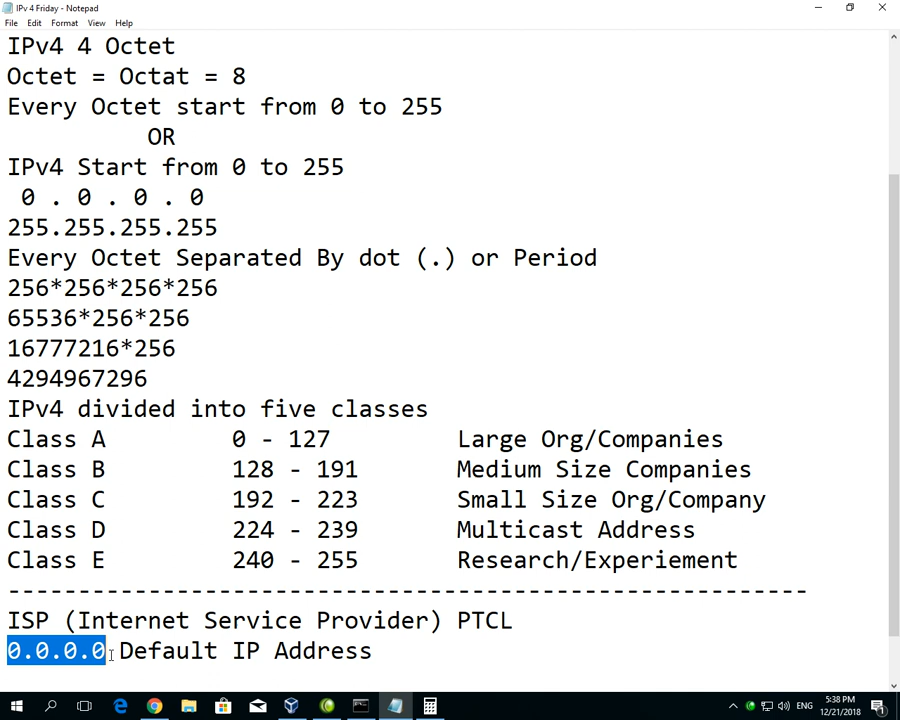 IPv 4 Friday - Notepad
File Edit Format View Help
IPv4 4 Octet
Octet = Octat = 8
Every Octet start from 0 to 255
OR
IPv4 Start from 0 to 255
0 . 0 . 0 . 0
255.255.255.255
Every Octet Separated By dot (.) or Period
256*256*256*256
65536*256*256
16777216*256
4294967296
IPv4 divided into five classes
Class A 0 - 127 Large Org/Companies
Class B 128 - 191 Medium Size Companies
Class C 192 - 223 Small Size Org/Company
Class D 224 - 239 Multicast Address
Class E 240 - 255 Research/Experiement
---------------------------------------------------------
ISP (Internet Service Provider) PTCL
0.0.0.0 Default IP Address
ENG 5:38 PM
12/21/2018